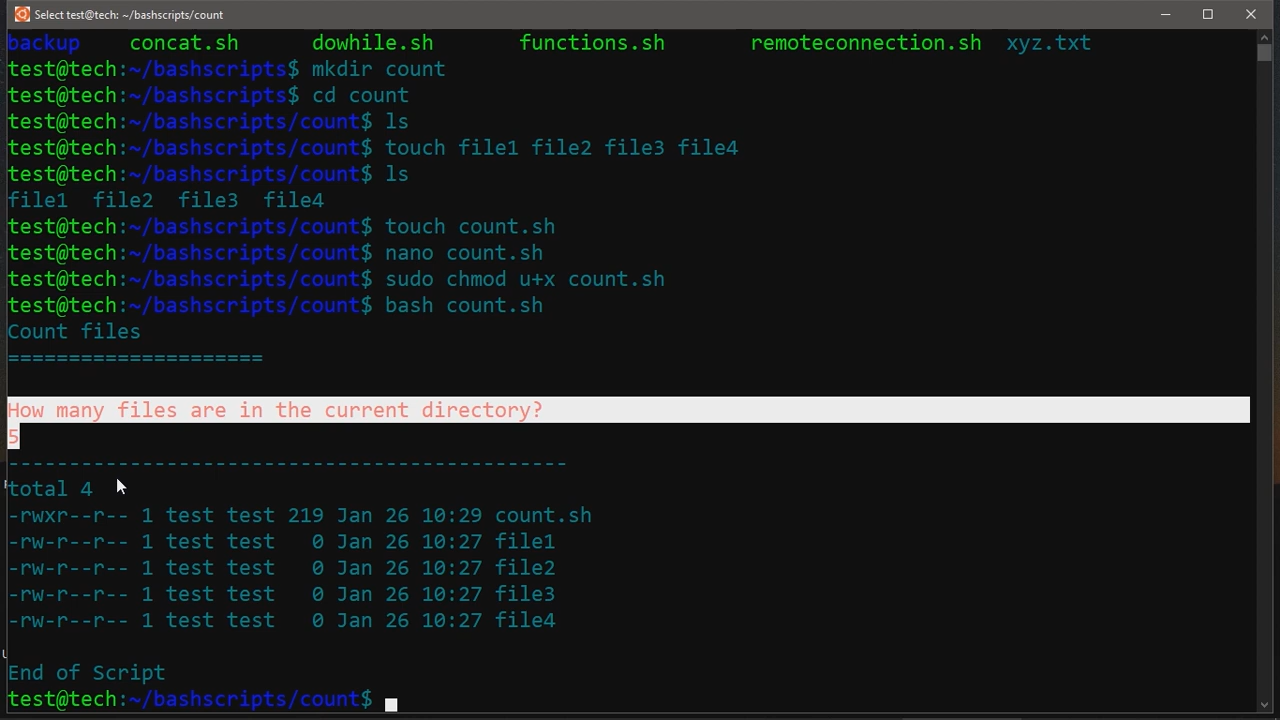 Select test@tech: ~/bashscripts/count
backup concat.sh dowhile.sh functions.sh remoteconnection.sh xyz.txt
test@tech:~/bashscripts$ mkdir count
test@tech:~/bashscripts$ cd count
test@tech:~/bashscripts/count$ ls
test@tech:~/bashscripts/count$ touch file1 file2 file3 file4
test@tech:~/bashscripts/count$ ls
file1 file2 file3 file4
test@tech:~/bashscripts/count$ touch count.sh
test@tech:~/bashscripts/count$ nano count.sh
test@tech:~/bashscripts/count$ sudo chmod u+x count.sh
test@tech:~/bashscripts/count$ bash count.sh
Count files
=====================
How many files are in the current directory?
5
----------------------------------------------
total 4
-rwxr--r-- 1 test test 219 Jan 26 10:29 count.sh
-rw-r--r-- 1 test test 0 Jan 26 10:27 file1
-rw-r--r-- 1 test test 0 Jan 26 10:27 file2
-rw-r--r-- 1 test test 0 Jan 26 10:27 file3
-rw-r--r-- 1 test test 0 Jan 26 10:27 file4
End of Script
test@tech:~/bashscripts/count$